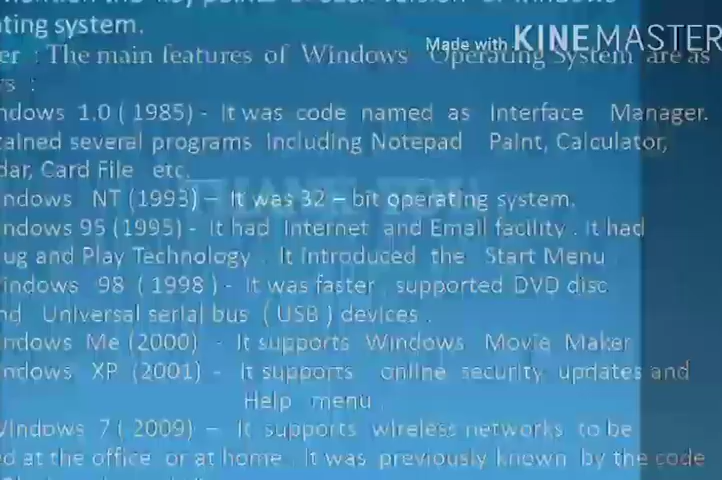 ating system.
Made with KINEMASTER
er : The main features of Windows Operating System are as
rs :
ndows 1.0 ( 1985) - It was code named as Interface Manager.
tained several programs including Notepad Paint, Calculator,
dar, Card File etc.
ndows NT (1993) – It was 32 – bit operating system.
ndows 95 (1995) - It had Internet and Email facility . It had
ug and Play Technology . It introduced the Start Menu
indows 98 ( 1998 ) - It was faster supported DVD disc
nd Universal serial bus ( USB ) devices .
ndows Me (2000) - It supports Windows Movie Maker
ndows XP (2001) - It supports online security updates and
Help menu
Windows 7 ( 2009) – It supports wireless networks to be
d at the office or at home. It was previously known by the code